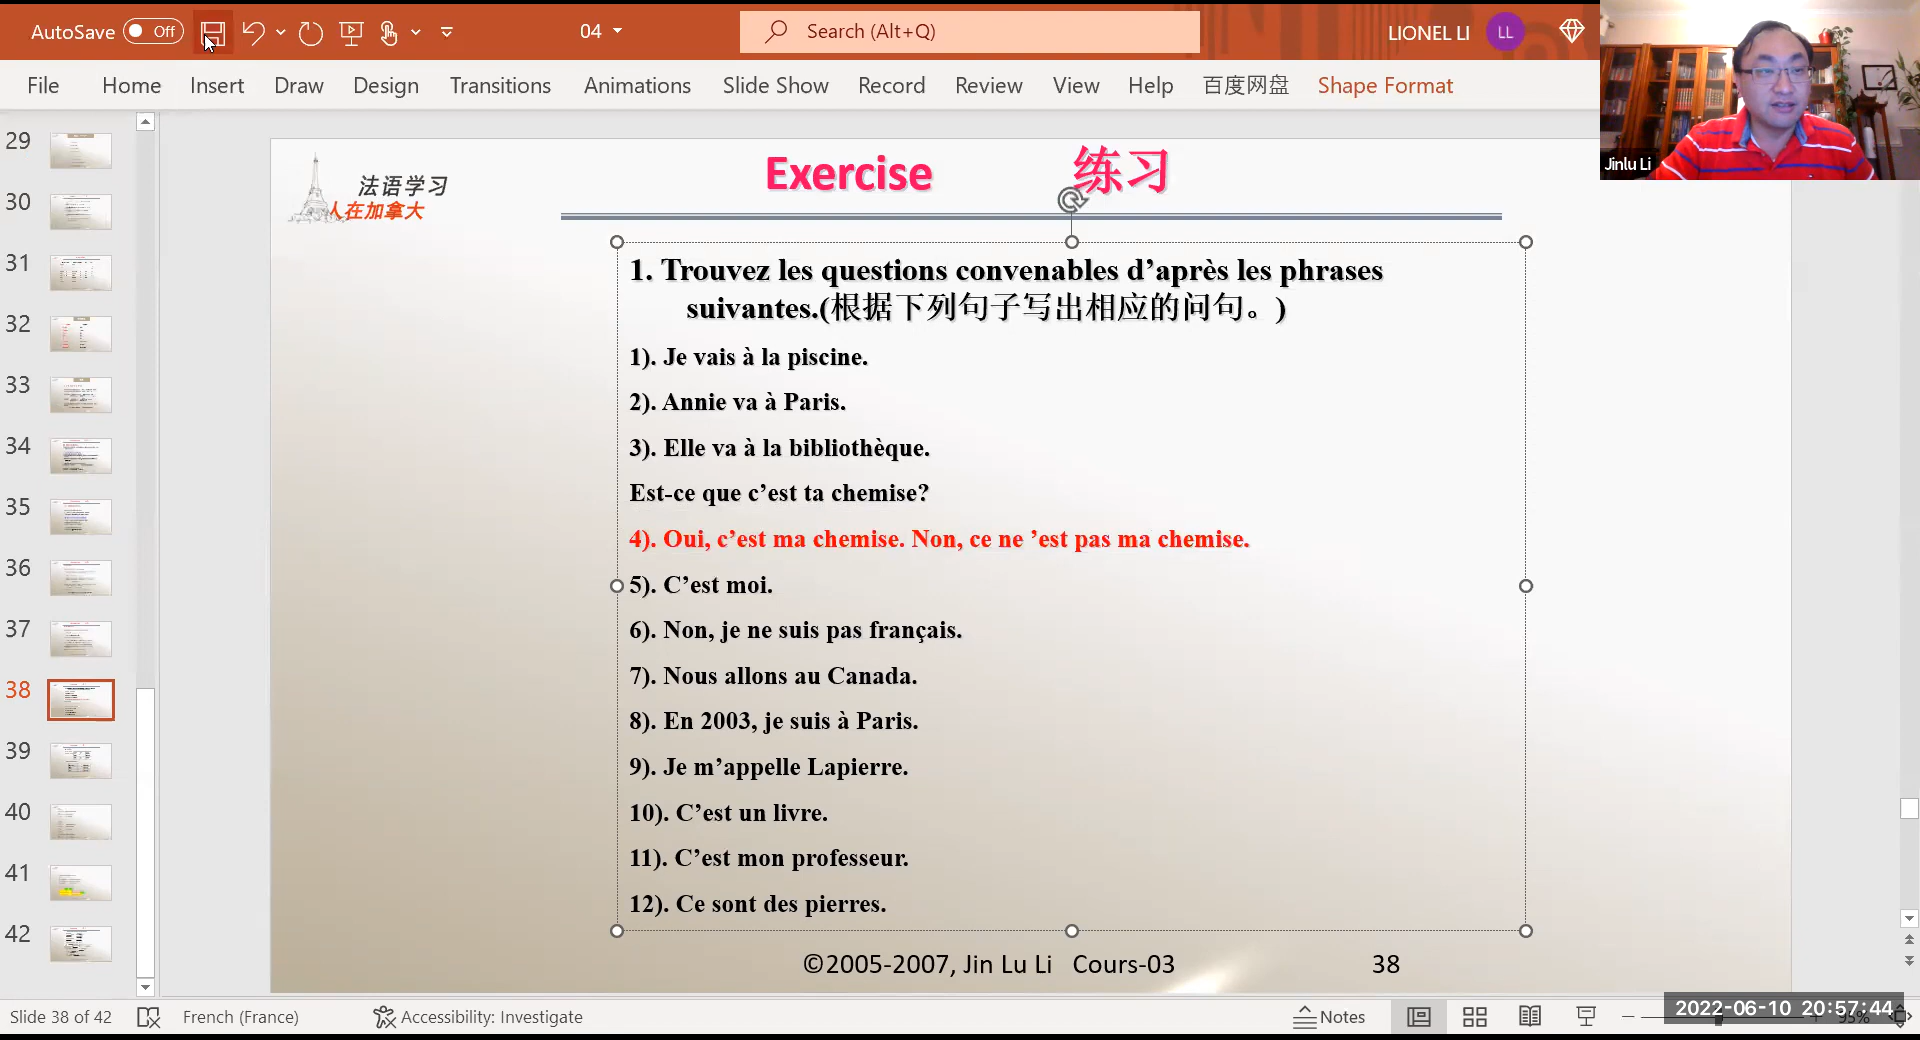 AutoSave Off
04
Search (Alt+Q)
LIONEL LI
LL
File Home Insert Draw Design Transitions Animations Slide Show Record Review View Help 百度网盘 Shape Format
Jinlu Li
29
30
31
32
33
34
35
36
37
38
39
40
41
42
法语学习
人在加拿大
Exercise 练习
1. Trouvez les questions convenables d’après les phrases
suivantes.(根据下列句子写出相应的问句。)
1). Je vais à la piscine.
2). Annie va à Paris.
3). Elle va à la bibliothèque.
Est-ce que c’est ta chemise?
4). Oui, c’est ma chemise. Non, ce ne ’est pas ma chemise.
5). C’est moi.
6). Non, je ne suis pas français.
7). Nous allons au Canada.
8). En 2003, je suis à Paris.
9). Je m’appelle Lapierre.
10). C’est un livre.
11). C’est mon professeur.
12). Ce sont des pierres.
©2005-2007, Jin Lu Li Cours-03 38
Slide 38 of 42 French (France) Accessibility: Investigate Notes
2022-06-10 20:57:44